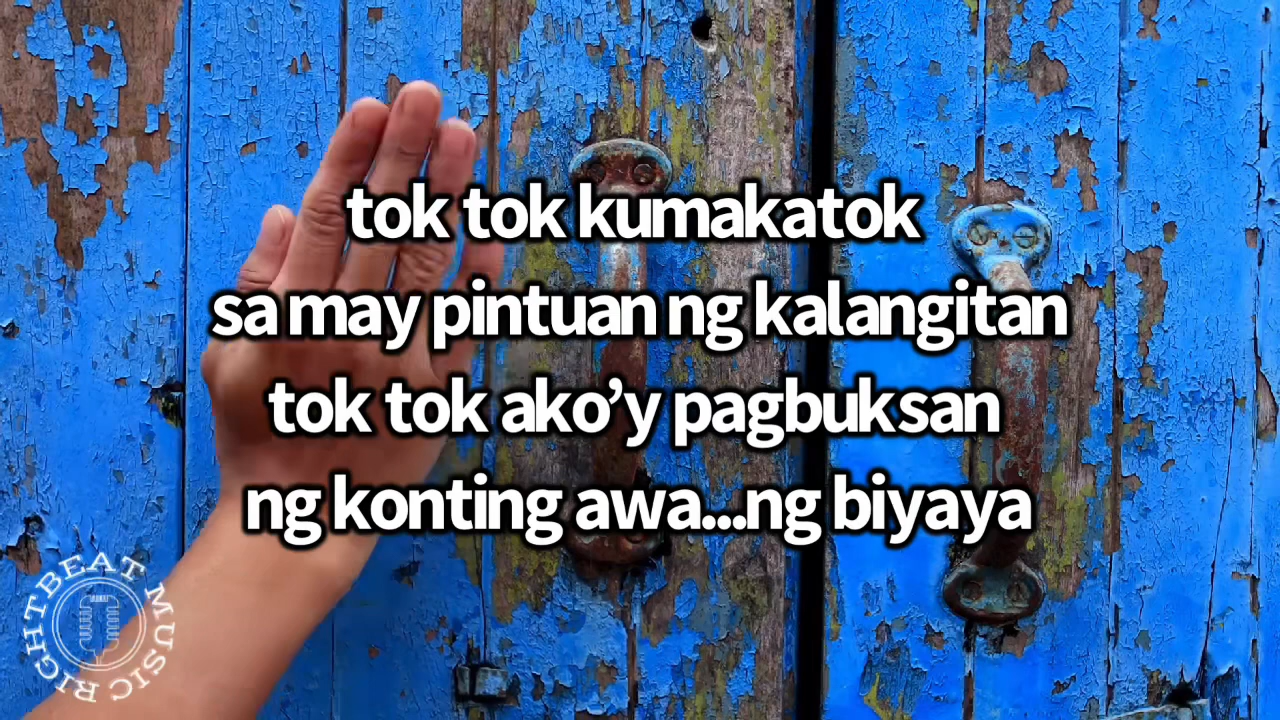 tok tok kumakatok
sa may pintuan ng kalangitan
tok tok ako’y pagbuksan
ng konting awa...ng biyaya
RIGHTBEAT MUSIC